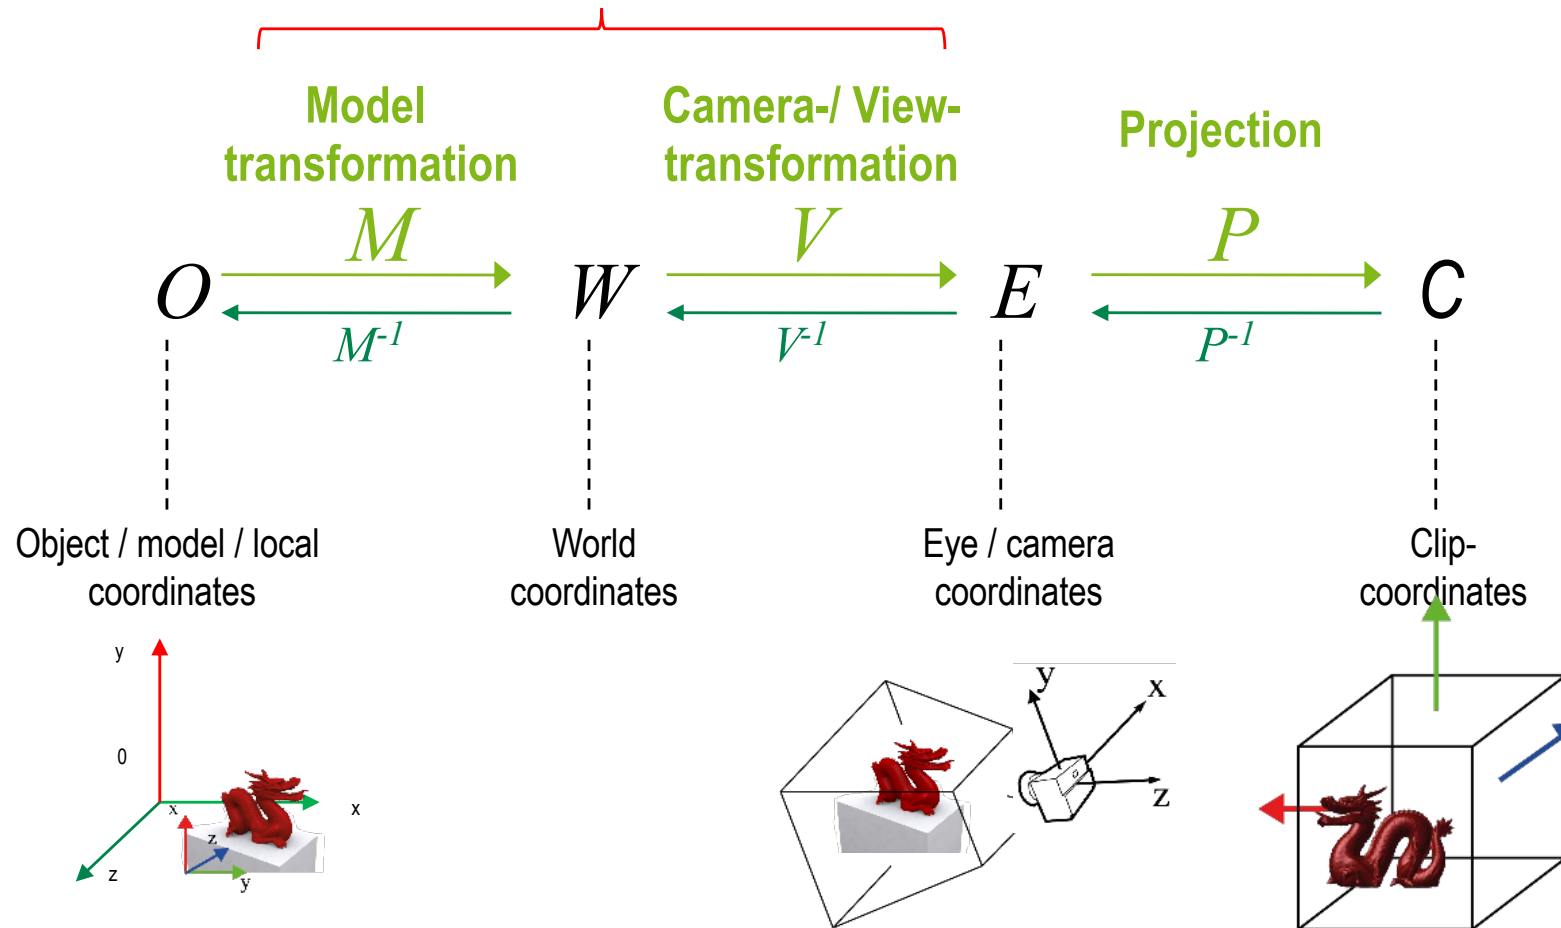 Model
transformation
Camera-/ View-
transformation
Projection
M
V
P
O
W
E
C
M⁻¹
V⁻¹
P⁻¹
Object / model / local
coordinates
World
coordinates
Eye / camera
coordinates
Clip-
coordinates
y
0
x
z
x
z
y
y
x
z